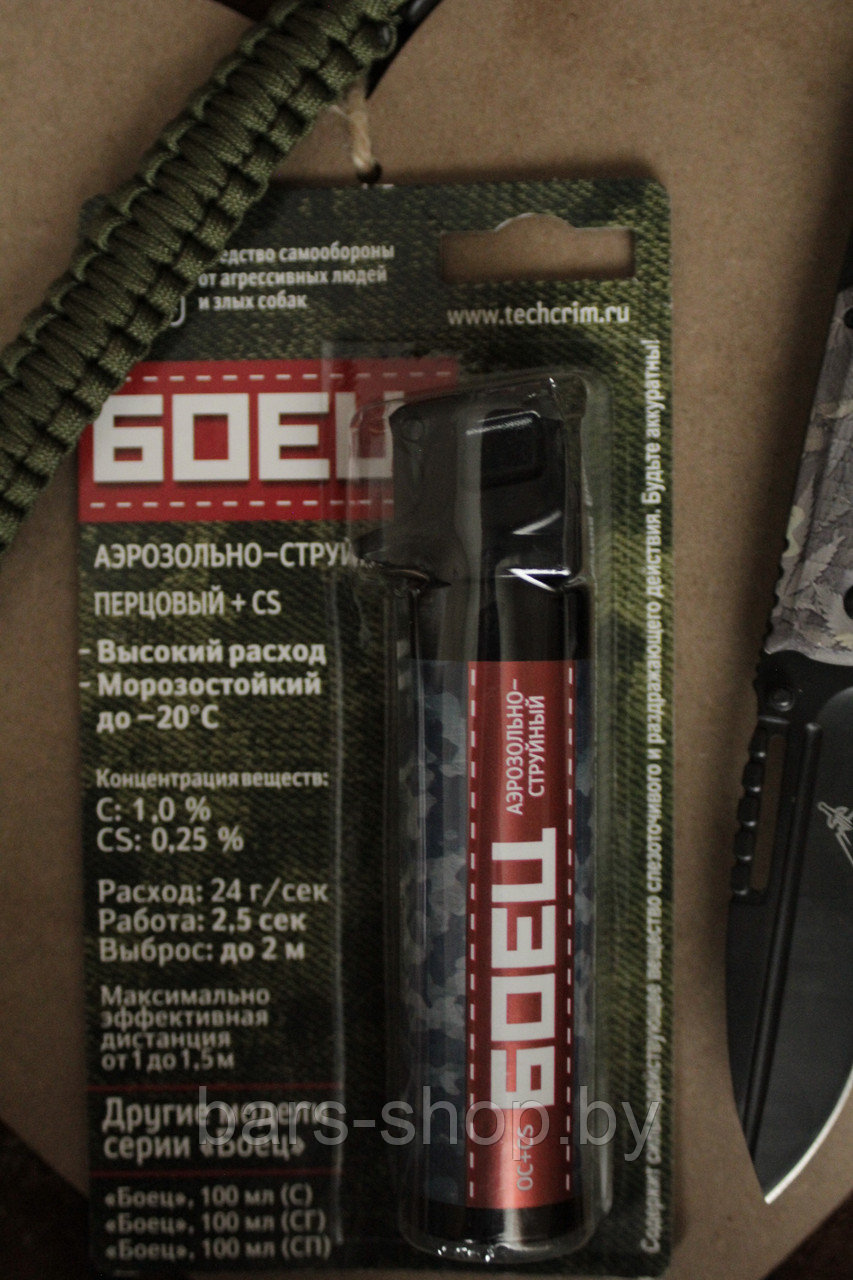 самообороны
от агрессивных людей
и злых собак
www.techcrim.ru
БОЕЦ
АЭРОЗОЛЬНО-
ПЕРЦОВЫЙ + CS
- Высокий расход
- Морозостойкий
до -20°C
Концентрация веществ:
C: 1,0 %
CS: 0,25 %
Расход: 24 г/сек
Работа: 2,5 сек
Выброс: до 2 м
Максимально
эффективная
дистанция
от 1 до 1,5 м
Другие модели
серии «Боец»
«Боец», 100 мл (С)
«Боец», 100 мл (СГ)
«Боец», 100 мл (СП)
АЭРОЗОЛЬНО-
СТРУЙНЫЙ
БОЕЦ
OC+CS
Содержит сильнодействующее вещество слезоточивого и раздражающего действия. Будьте аккуратны!
bars-shop.by